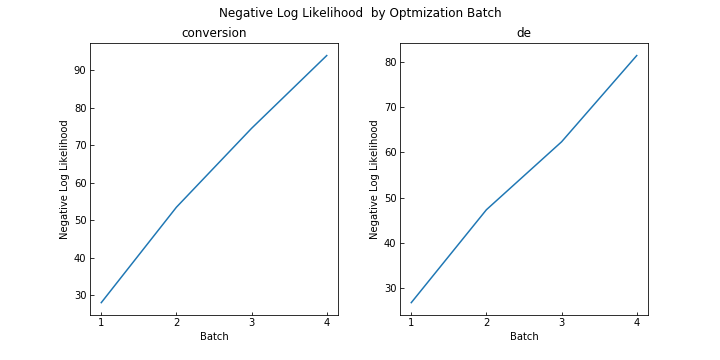 Negative Log Likelihood  by Optmization Batch
conversion
Negative Log Likelihood
90
80
70
60
50
40
30
1 2 3 4
Batch
de
Negative Log Likelihood
80
70
60
50
40
30
1 2 3 4
Batch